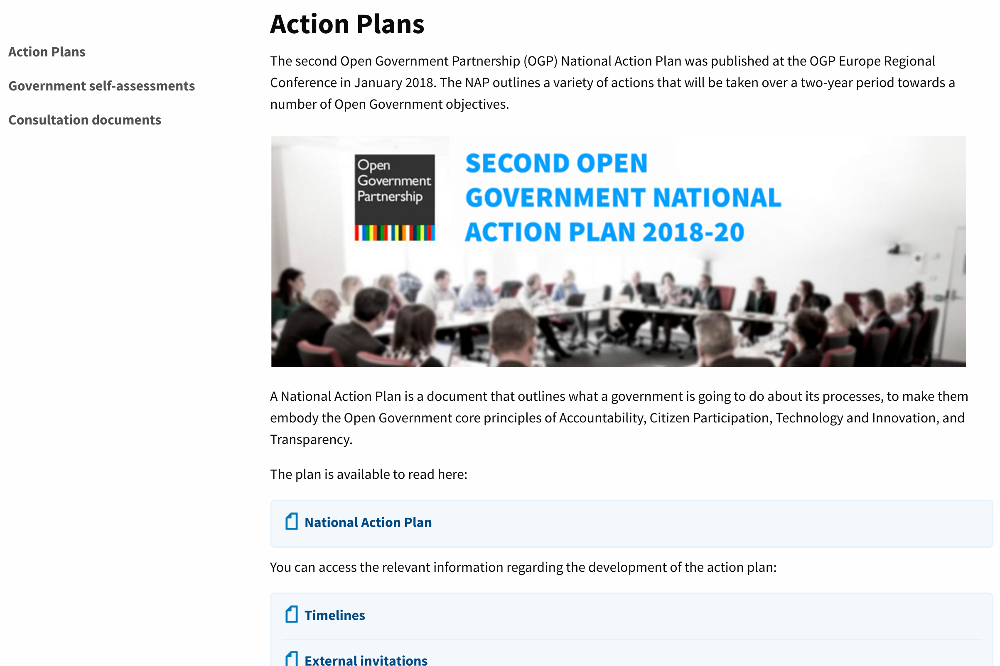 Action Plans
Action Plans
Government self-assessments
Consultation documents
The second Open Government Partnership (OGP) National Action Plan was published at the OGP Europe Regional
Conference in January 2018. The NAP outlines a variety of actions that will be taken over a two-year period towards a
number of Open Government objectives.
Open
Government
Partnership
SECOND OPEN
GOVERNMENT NATIONAL
ACTION PLAN 2018-20
A National Action Plan is a document that outlines what a government is going to do about its processes, to make them
embody the Open Government core principles of Accountability, Citizen Participation, Technology and Innovation, and
Transparency.
The plan is available to read here:
National Action Plan
You can access the relevant information regarding the development of the action plan:
Timelines
External invitations